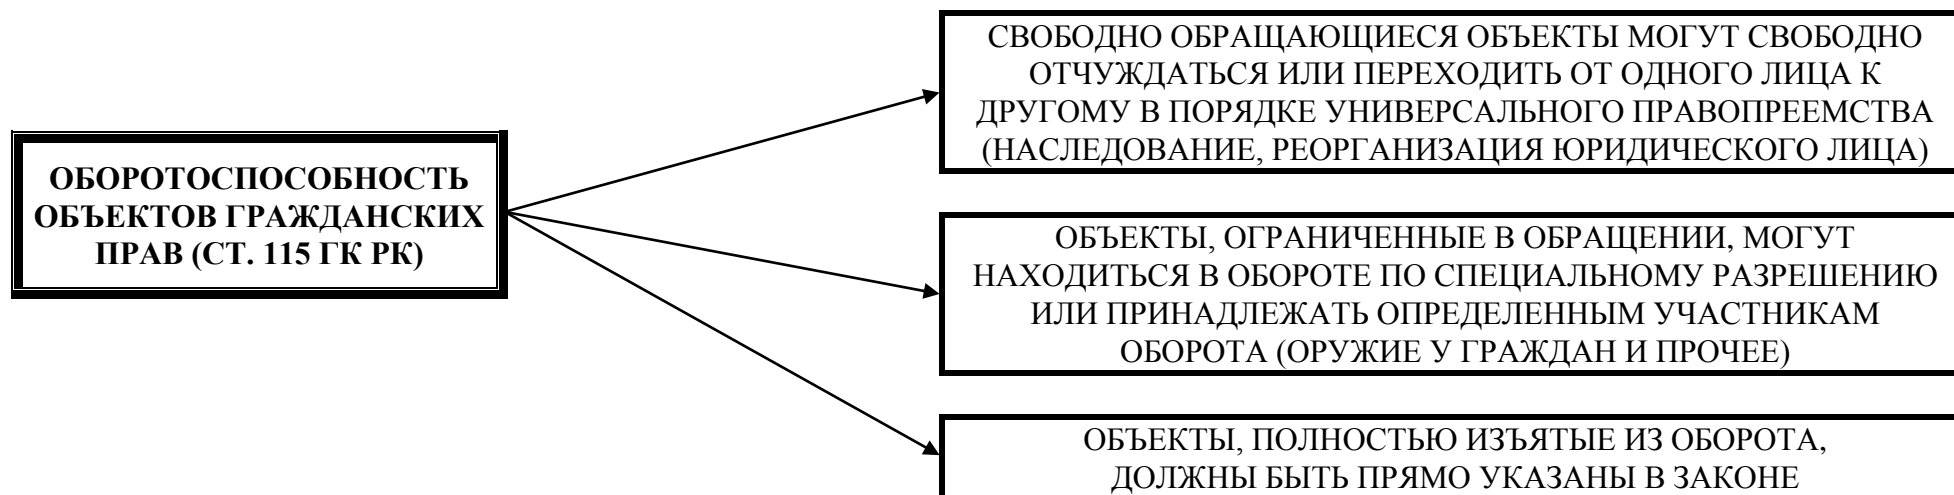 ОБОРОТОСПОСОБНОСТЬ
ОБЪЕКТОВ ГРАЖДАНСКИХ
ПРАВ (СТ. 115 ГК РК)
СВОБОДНО ОБРАЩАЮЩИЕСЯ ОБЪЕКТЫ МОГУТ СВОБОДНО
ОТЧУЖДАТЬСЯ ИЛИ ПЕРЕХОДИТЬ ОТ ОДНОГО ЛИЦА К
ДРУГОМУ В ПОРЯДКЕ УНИВЕРСАЛЬНОГО ПРАВОПРЕЕМСТВА
(НАСЛЕДОВАНИЕ, РЕОРГАНИЗАЦИЯ ЮРИДИЧЕСКОГО ЛИЦА)
ОБЪЕКТЫ, ОГРАНИЧЕННЫЕ В ОБРАЩЕНИИ, МОГУТ
НАХОДИТЬСЯ В ОБОРОТЕ ПО СПЕЦИАЛЬНОМУ РАЗРЕШЕНИЮ
ИЛИ ПРИНАДЛЕЖАТЬ ОПРЕДЕЛЕННЫМ УЧАСТНИКАМ
ОБОРОТА (ОРУЖИЕ У ГРАЖДАН И ПРОЧЕЕ)
ОБЪЕКТЫ, ПОЛНОСТЬЮ ИЗЪЯТЫЕ ИЗ ОБОРОТА,
ДОЛЖНЫ БЫТЬ ПРЯМО УКАЗАНЫ В ЗАКОНЕ